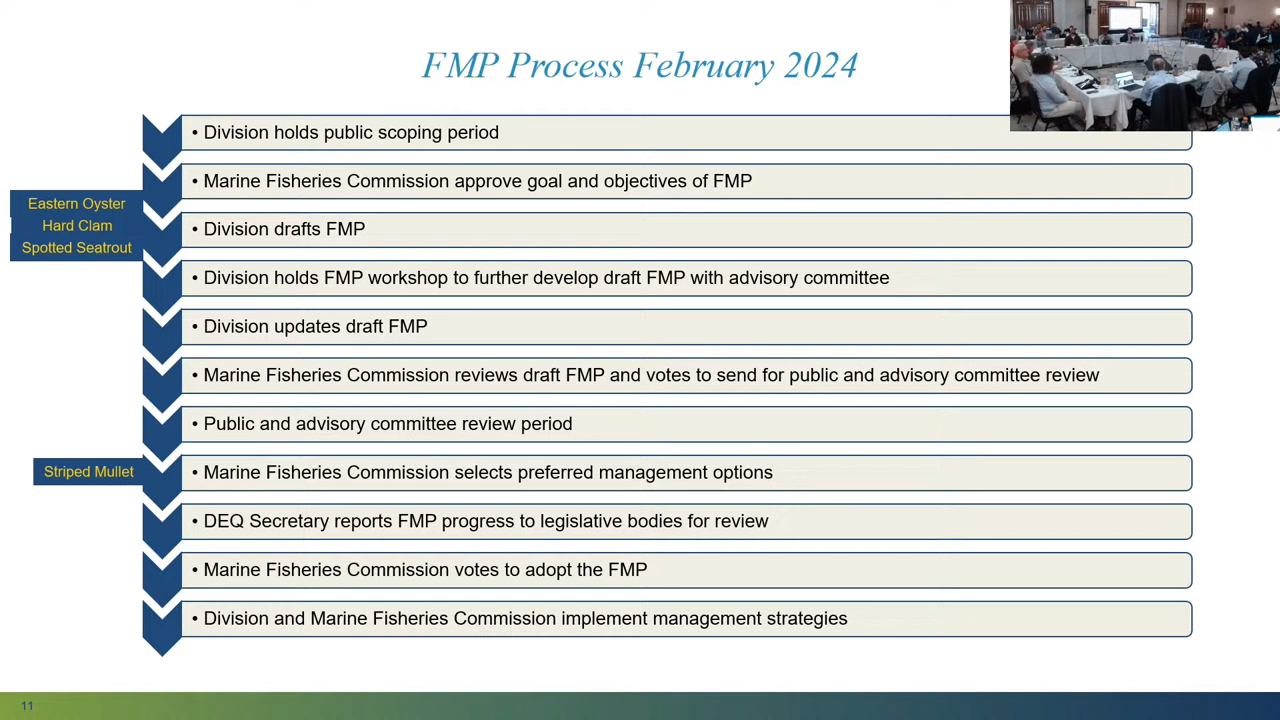 FMP Process February 2024
• Division holds public scoping period
• Marine Fisheries Commission approve goal and objectives of FMP
Eastern Oyster
Hard Clam
Spotted Seatrout
• Division drafts FMP
• Division holds FMP workshop to further develop draft FMP with advisory committee
• Division updates draft FMP
• Marine Fisheries Commission reviews draft FMP and votes to send for public and advisory committee review
• Public and advisory committee review period
Striped Mullet
• Marine Fisheries Commission selects preferred management options
• DEQ Secretary reports FMP progress to legislative bodies for review
• Marine Fisheries Commission votes to adopt the FMP
• Division and Marine Fisheries Commission implement management strategies
11